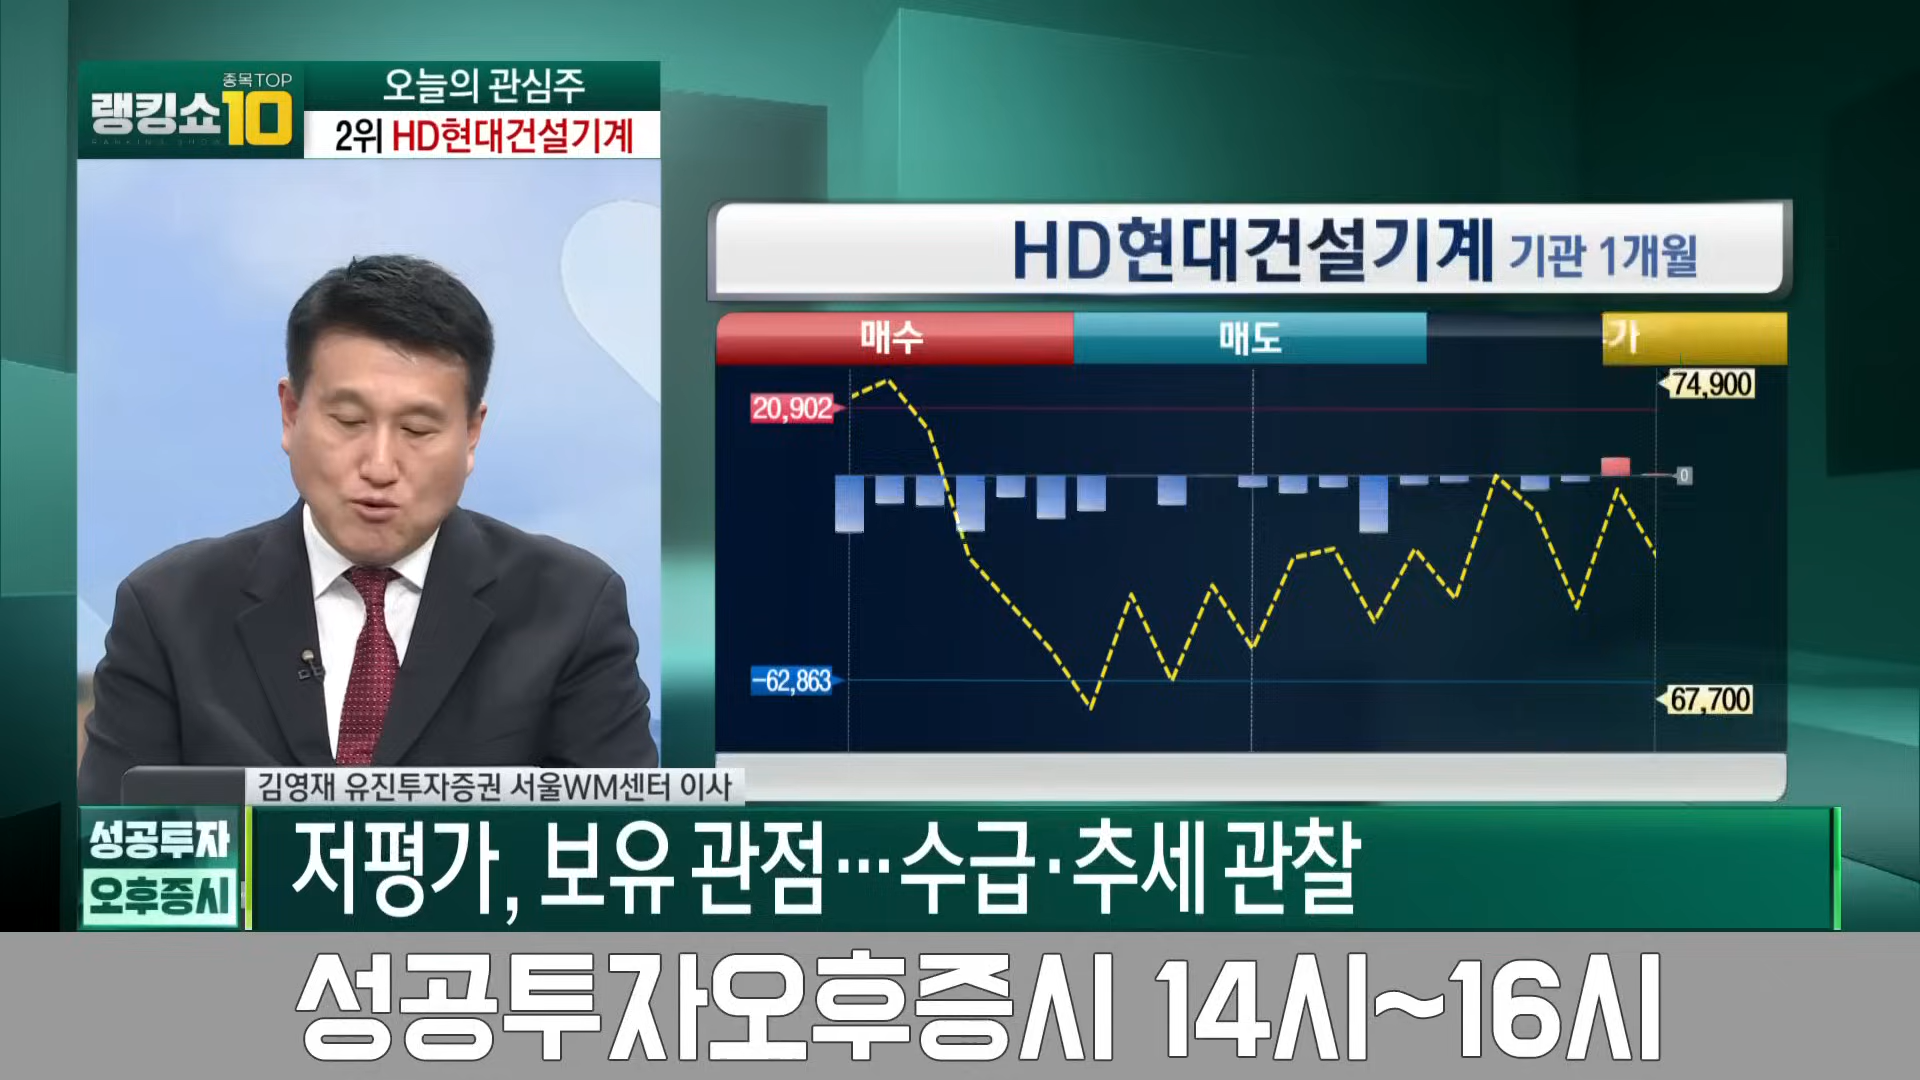 종목TOP
랭킹쇼10
RANKING SHOW
오늘의 관심주
2위 HD현대건설기계
HD현대건설기계 기관 1개월
매수
매도
가
20,902
74,900
0
-62,863
67,700
김영재 유진투자증권 서울WM센터 이사
성공투자
오후증시
저평가, 보유 관점…수급·추세 관찰
성공투자오후증시 14시~16시